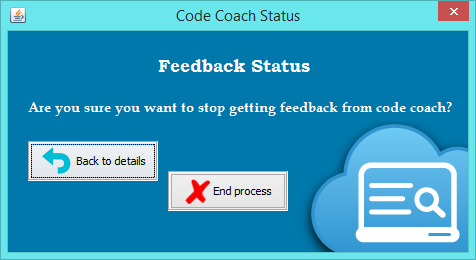 Code Coach Status
Feedback Status
Are you sure you want to stop getting feedback from code coach?
Back to details
End process